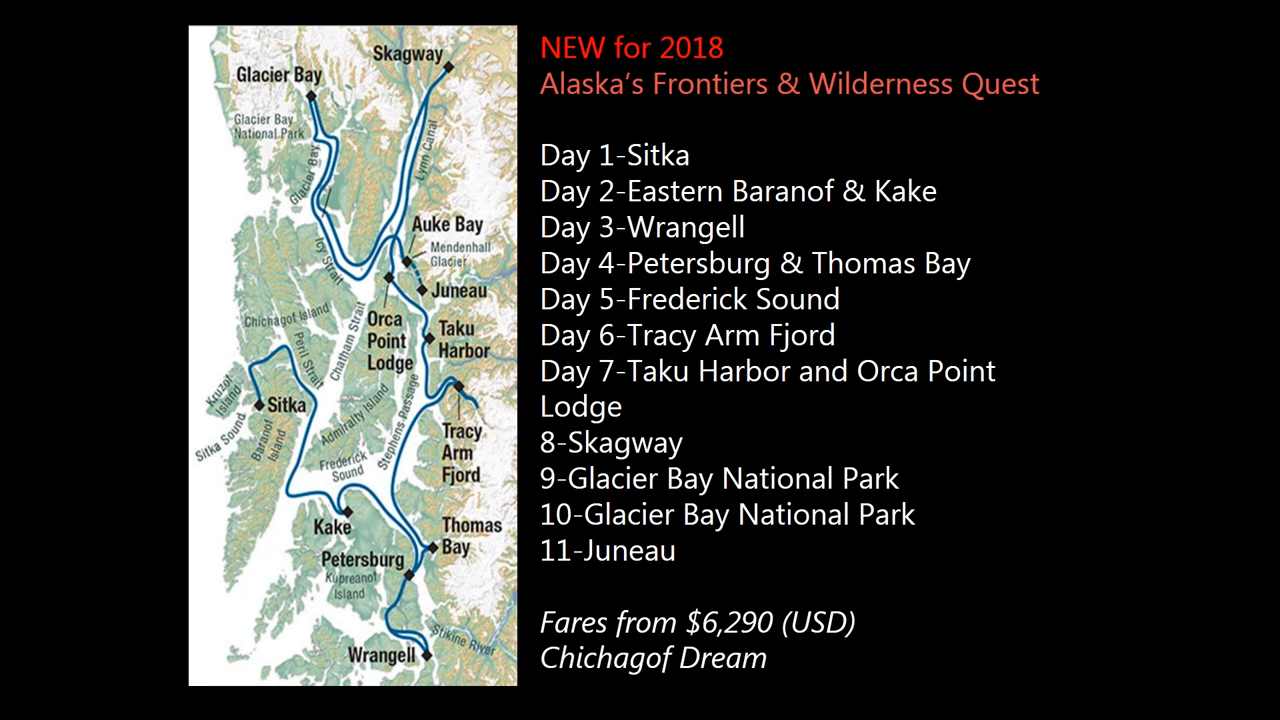 Skagway
Glacier Bay
Glacier Bay
National Park
Lynn Canal
Glacier Bay
Auke Bay
Mendenhall
Glacier
Icy Strait
Juneau
Chichagof Island
Orca
Point
Lodge
Taku
Harbor
Chatham Strait
Peril Strait
Kruzof
Island
Sitka
Sitka Sound
Baranof
Island
Admiralty Island
Stephens Passage
Tracy
Arm
Fjord
Frederick
Sound
Kake
Thomas
Bay
Petersburg
Kupreanof
Island
Stikine River
Wrangell
NEW for 2018
Alaska's Frontiers & Wilderness Quest
Day 1-Sitka
Day 2-Eastern Baranof & Kake
Day 3-Wrangell
Day 4-Petersburg & Thomas Bay
Day 5-Frederick Sound
Day 6-Tracy Arm Fjord
Day 7-Taku Harbor and Orca Point
Lodge
8-Skagway
9-Glacier Bay National Park
10-Glacier Bay National Park
11-Juneau
Fares from $6,290 (USD)
Chichagof Dream